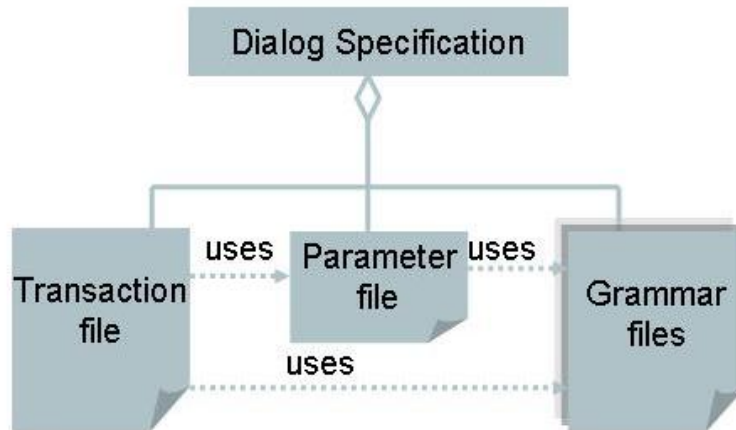 Dialog Specification
uses
Parameter
file
uses
Transaction
file
Grammar
files
uses